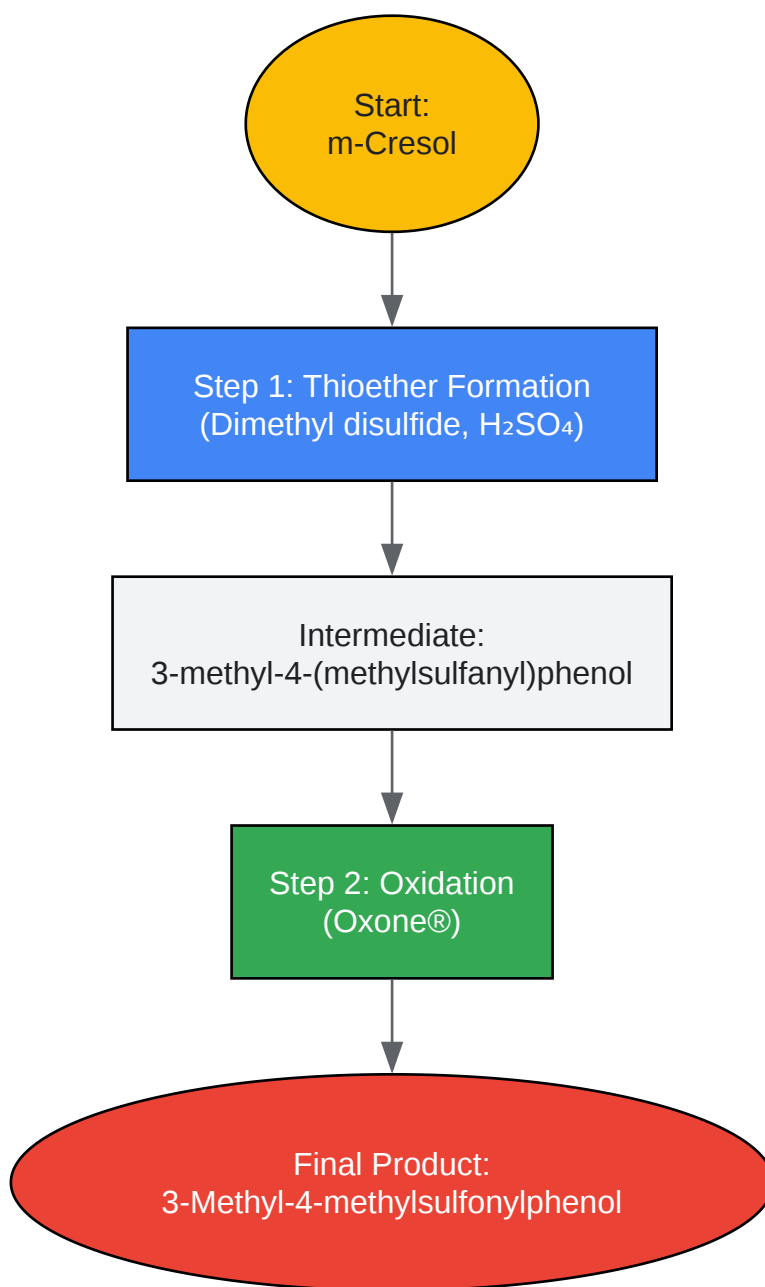 Start:
m-Cresol
Step 1: Thioether Formation
(Dimethyl disulfide, H₂SO₄)
Intermediate:
3-methyl-4-(methylsulfanyl)phenol
Step 2: Oxidation
(Oxone®)
Final Product:
3-Methyl-4-methylsulfonylphenol